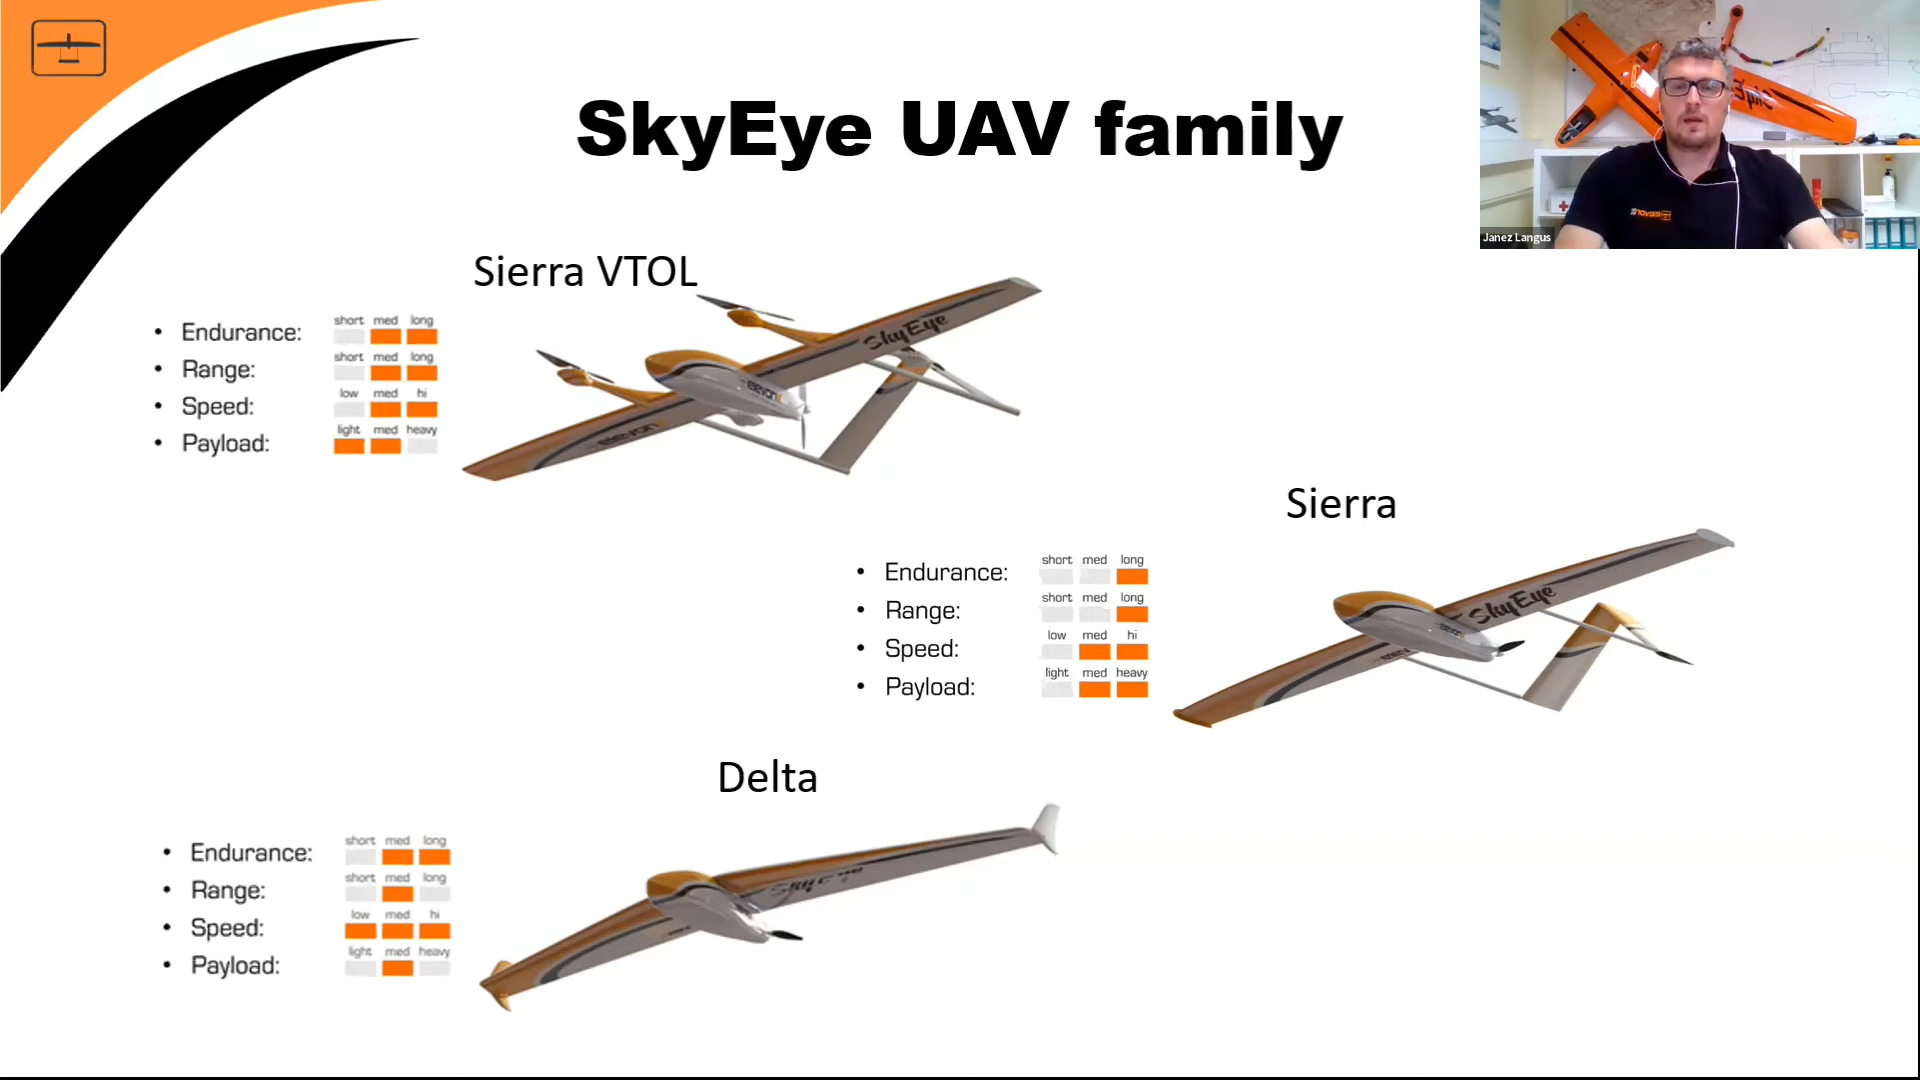 SkyEye UAV family
Janez Langus
Sierra VTOL
SkyEye
short med long
• Endurance:
short med long
• Range:
low med hi
• Speed:
light med heavy
• Payload:
Sierra
SkyEye
short med long
• Endurance:
short med long
• Range:
low med hi
• Speed:
light med heavy
• Payload:
Delta
short med long
• Endurance:
short med long
• Range:
low med hi
• Speed:
light med heavy
• Payload: